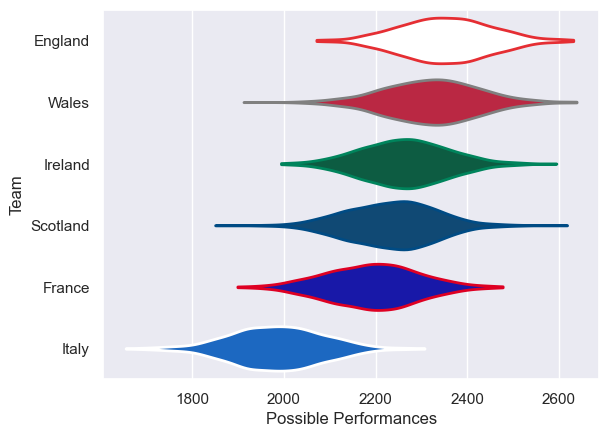 England
Wales
Ireland
Scotland
France
Italy
Team
1800 2000 2200 2400 2600
Possible Performances